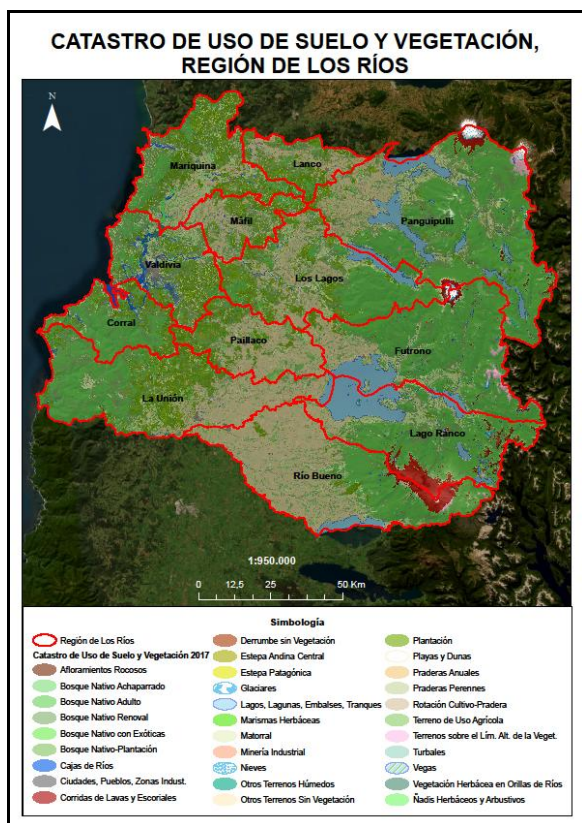 CATASTRO DE USO DE SUELO Y VEGETACIÓN,
REGIÓN DE LOS RÍOS
N
Mariquina
Lanco
Máfil
Panguipulli
Valdivia
Los Lagos
Corral
Paillaco
Futrono
La Unión
Lago Ranco
Río Bueno
1:950.000
0 12,5 25 50 Km
Simbología
Región de Los Ríos
Catastro de Uso de Suelo y Vegetación 2017
Afloramientos Rocosos
Bosque Nativo Achaparrado
Bosque Nativo Adulto
Bosque Nativo Renoval
Bosque Nativo con Exóticas
Bosque Nativo-Plantación
Cajas de Ríos
Ciudades, Pueblos, Zonas Indust.
Corridas de Lavas y Escoriales
Derrumbe sin Vegetación
Estepa Andina Central
Estepa Patagónica
Glaciares
Lagos, Lagunas, Embalses, Tranques
Marismas Herbáceas
Matorral
Minería Industrial
Nieves
Otros Terrenos Húmedos
Otros Terrenos Sin Vegetación
Plantación
Playas y Dunas
Praderas Anuales
Praderas Perennes
Rotación Cultivo-Pradera
Terreno de Uso Agrícola
Terrenos sobre el Lím. Alt. de la Veget.
Turbales
Vegas
Vegetación Herbácea en Orillas de Ríos
Ñadis Herbáceos y Arbustivos